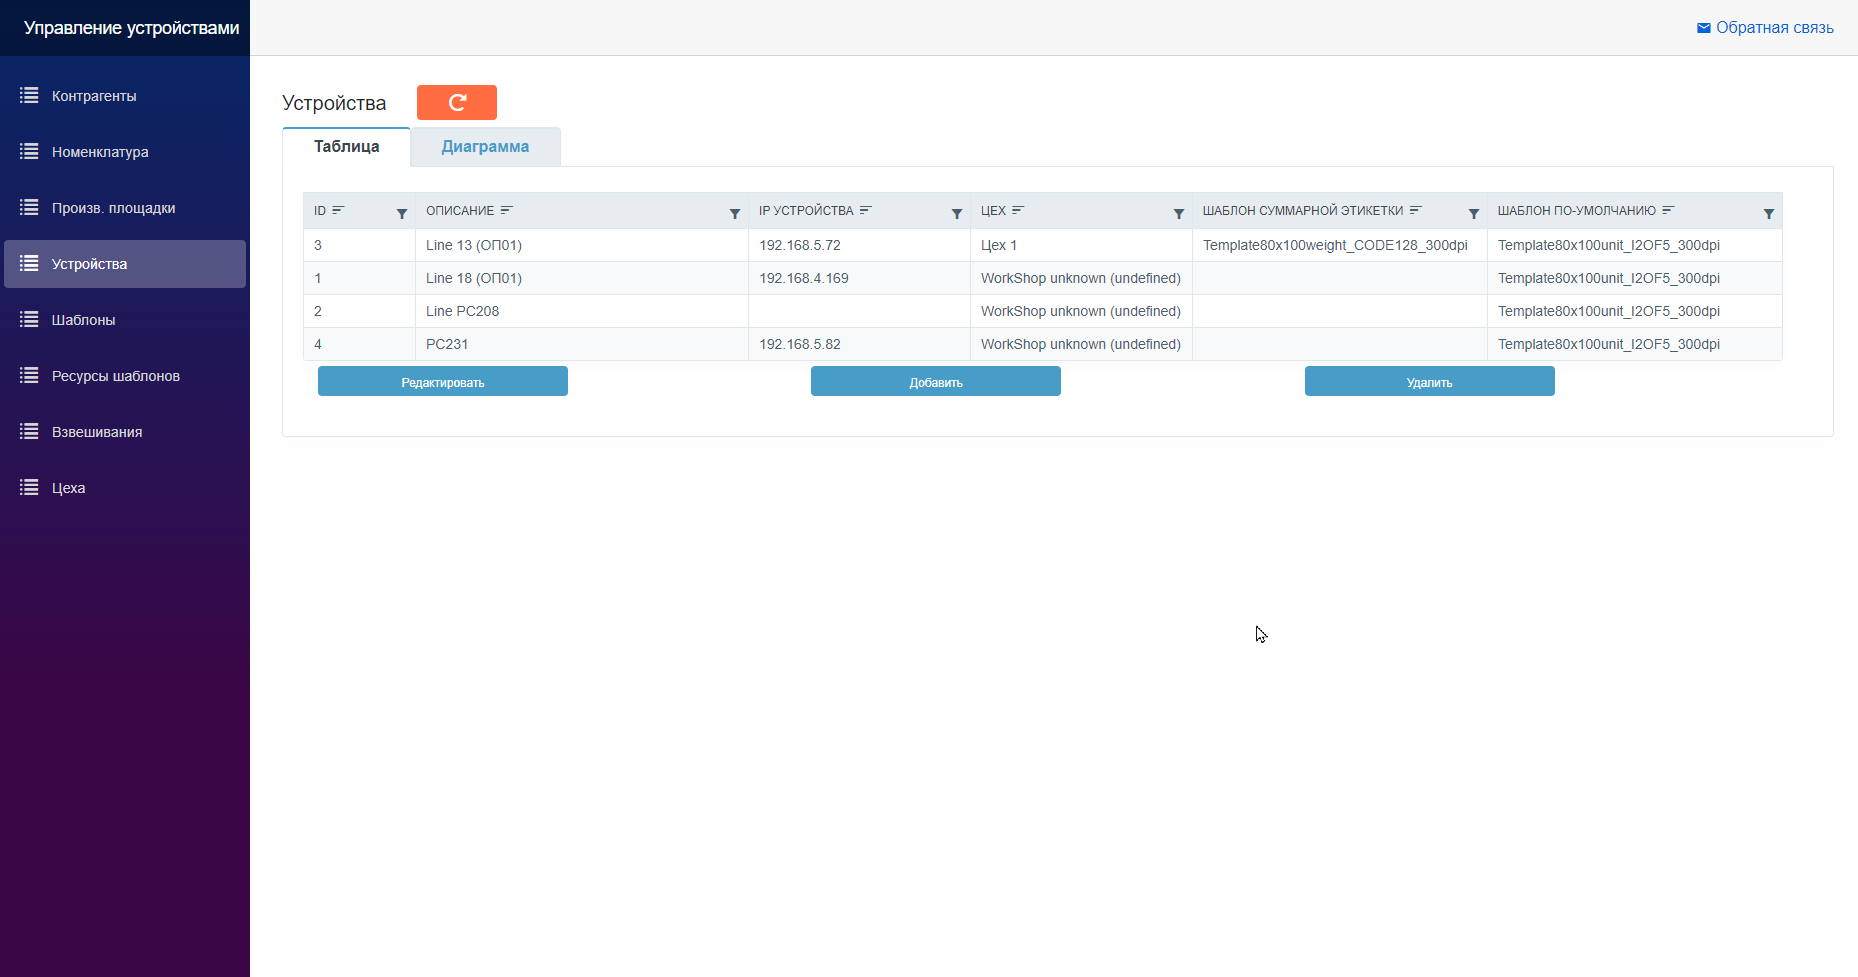 Управление устройствами
Обратная связь
Контрагенты
Номенклатура
Произв. площадки
Устройства
Шаблоны
Ресурсы шаблонов
Взвешивания
Цеха
Устройства
Таблица Диаграмма
ID ОПИСАНИЕ IP УСТРОЙСТВА ЦЕХ ШАБЛОН СУММАРНОЙ ЭТИКЕТКИ ШАБЛОН ПО-УМОЛЧАНИЮ
3 Line 13 (ОП01) 192.168.5.72 Цех 1 Template80x100weight_CODE128_300dpi Template80x100unit_I2OF5_300dpi
1 Line 18 (ОП01) 192.168.4.169 WorkShop unknown (undefined) Template80x100unit_I2OF5_300dpi
2 Line PC208 WorkShop unknown (undefined) Template80x100unit_I2OF5_300dpi
4 PC231 192.168.5.82 WorkShop unknown (undefined) Template80x100unit_I2OF5_300dpi
Редактировать Добавить Удалить